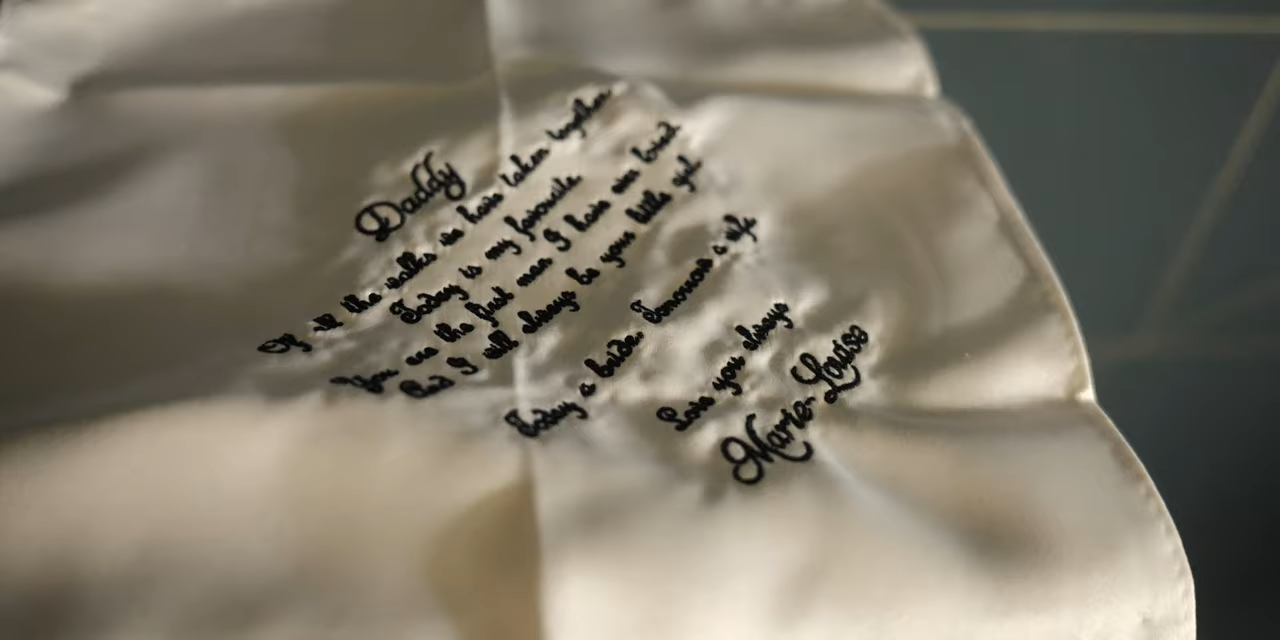 Daddy
Of all the walks we have taken together
Today is my favourite.
You are the first man I have ever loved
And I will always be your little girl
Today a bride. Tomorrow a wife
Love you always
Marie-Louise